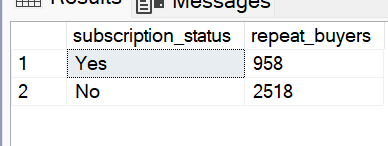 Results Messages
subscription_status repeat_buyers
1 Yes 958
2 No 2518